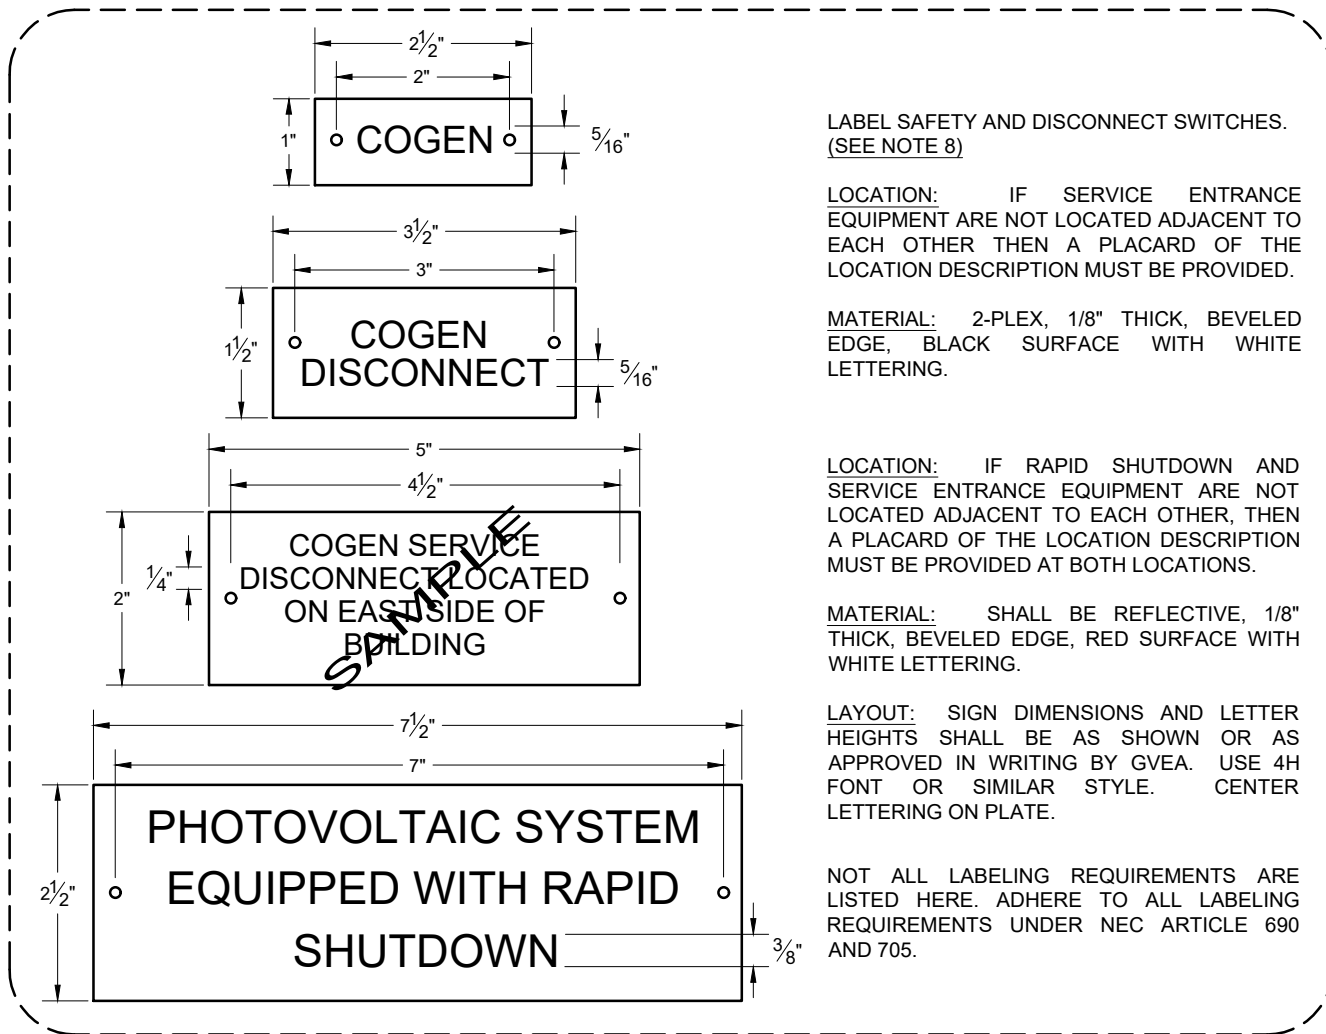 2½"
2"
1"
COGEN
5⁄16"
3½"
3"
1½"
COGEN
DISCONNECT
5⁄16"
5"
4½"
2"
¼"
COGEN SERVICE
DISCONNECT LOCATED
ON EAST SIDE OF
BUILDING
SAMPLE
7½"
7"
2½"
PHOTOVOLTAIC SYSTEM
EQUIPPED WITH RAPID
SHUTDOWN
3⁄8"
LABEL SAFETY AND DISCONNECT SWITCHES.
(SEE NOTE 8)
LOCATION: IF SERVICE ENTRANCE
EQUIPMENT ARE NOT LOCATED ADJACENT TO
EACH OTHER THEN A PLACARD OF THE
LOCATION DESCRIPTION MUST BE PROVIDED.
MATERIAL: 2-PLEX, 1/8" THICK, BEVELED
EDGE, BLACK SURFACE WITH WHITE
LETTERING.
LOCATION: IF RAPID SHUTDOWN AND
SERVICE ENTRANCE EQUIPMENT ARE NOT
LOCATED ADJACENT TO EACH OTHER, THEN
A PLACARD OF THE LOCATION DESCRIPTION
MUST BE PROVIDED AT BOTH LOCATIONS.
MATERIAL: SHALL BE REFLECTIVE, 1/8"
THICK, BEVELED EDGE, RED SURFACE WITH
WHITE LETTERING.
LAYOUT: SIGN DIMENSIONS AND LETTER
HEIGHTS SHALL BE AS SHOWN OR AS
APPROVED IN WRITING BY GVEA. USE 4H
FONT OR SIMILAR STYLE. CENTER
LETTERING ON PLATE.
NOT ALL LABELING REQUIREMENTS ARE
LISTED HERE. ADHERE TO ALL LABELING
REQUIREMENTS UNDER NEC ARTICLE 690
AND 705.